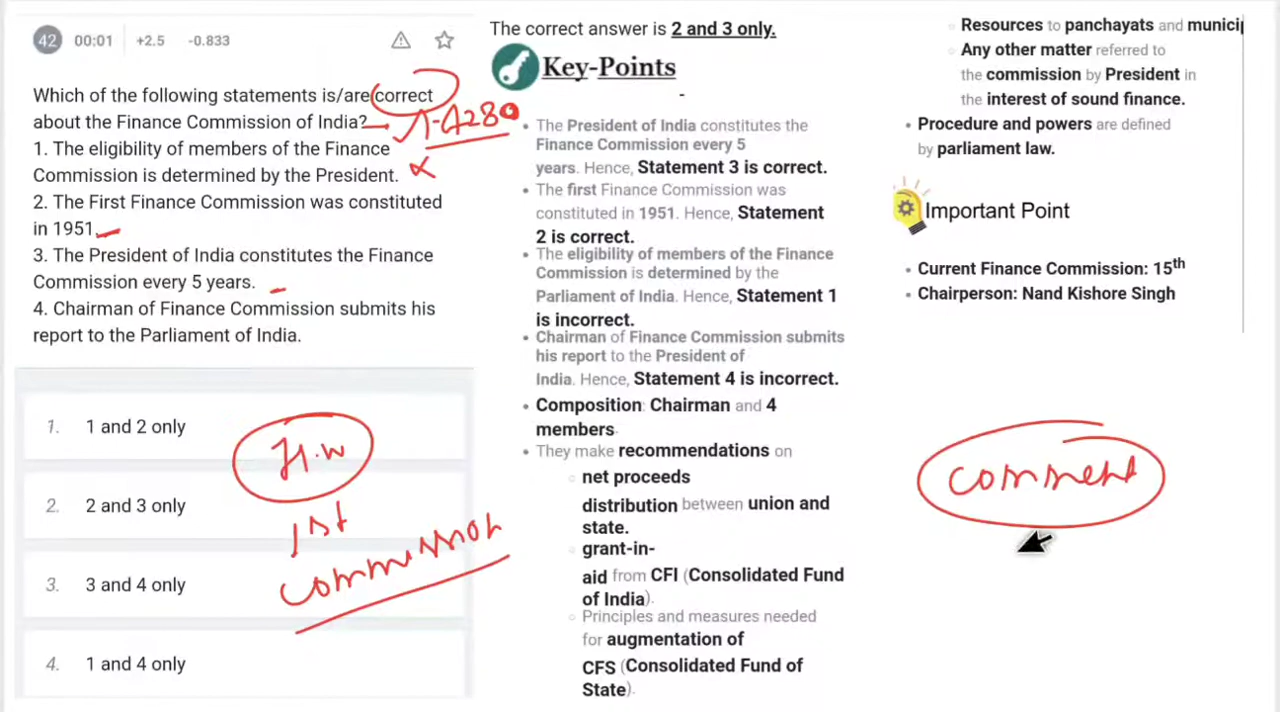 42 00:01 +2.5 -0.833
Which of the following statements is/are correct
about the Finance Commission of India?
1. The eligibility of members of the Finance
Commission is determined by the President.
2. The First Finance Commission was constituted
in 1951.
3. The President of India constitutes the Finance
Commission every 5 years.
4. Chairman of Finance Commission submits his
report to the Parliament of India.
1. 1 and 2 only
2. 2 and 3 only
3. 3 and 4 only
4. 1 and 4 only
H.W
1st
commission
The correct answer is 2 and 3 only.
Key-Points
• The President of India constitutes the
Finance Commission every 5
years. Hence, Statement 3 is correct.
• The first Finance Commission was
constituted in 1951. Hence, Statement
2 is correct.
• The eligibility of members of the Finance
Commission is determined by the
Parliament of India. Hence, Statement 1
is incorrect.
• Chairman of Finance Commission submits
his report to the President of
India. Hence, Statement 4 is incorrect.
• Composition: Chairman and 4
members.
• They make recommendations on
○ net proceeds
distribution between union and
state.
○ grant-in-
aid from CFI (Consolidated Fund
of India).
○ Principles and measures needed
for augmentation of
CFS (Consolidated Fund of
State).
○ Resources to panchayats and municip
○ Any other matter referred to
the commission by President in
the interest of sound finance.
• Procedure and powers are defined
by parliament law.
Important Point
• Current Finance Commission: 15th
• Chairperson: Nand Kishore Singh
comment